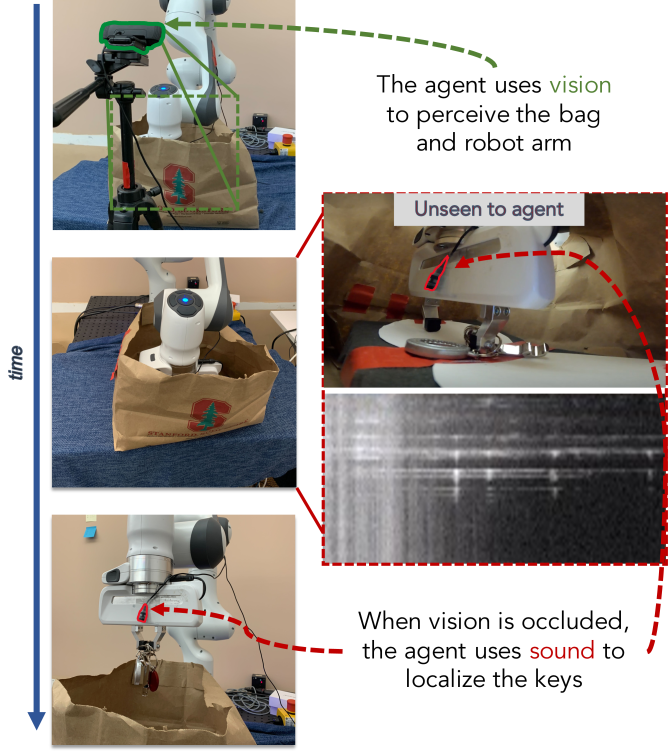 The agent uses vision
to perceive the bag
and robot arm
Unseen to agent
time
STANFORD
When vision is occluded,
the agent uses sound to
localize the keys